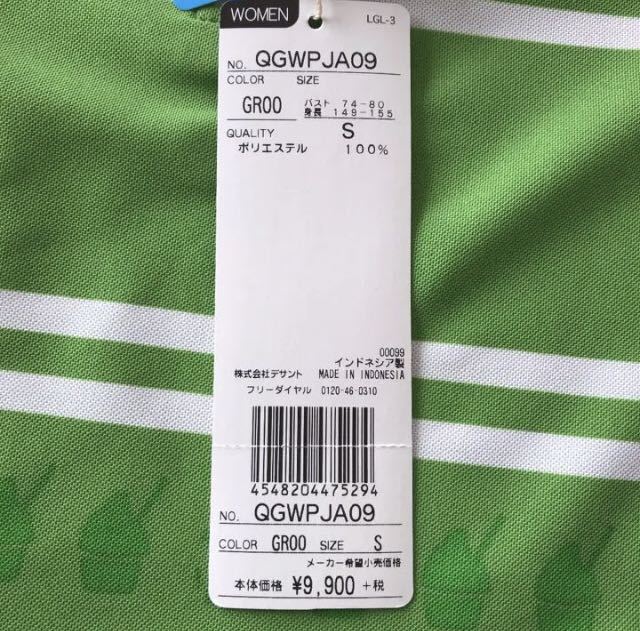 WOMEN LGL-3
NO. QGWPJA09
COLOR SIZE
GR00 バスト 74-80
身長 149-155
QUALITY S
ポリエステル 100%
00099
インドネシア製
株式会社デサント MADE IN INDONESIA
フリーダイヤル 0120-46-0310
4548204475294
NO. QGWPJA09
COLOR GR00 SIZE S
メーカー希望小売価格
本体価格 ¥9,900 +税